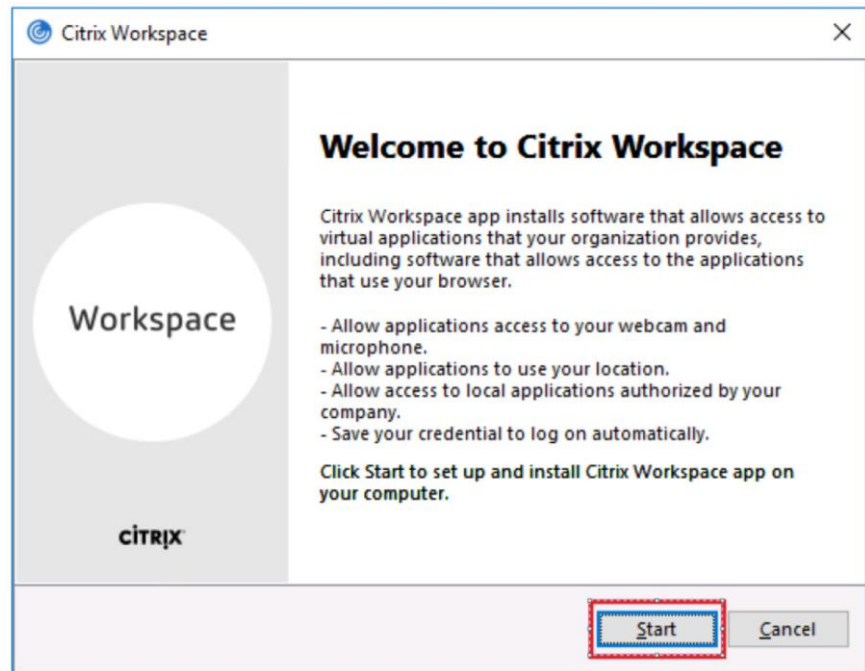 Citrix Workspace
Welcome to Citrix Workspace
Citrix Workspace app installs software that allows access to
virtual applications that your organization provides,
including software that allows access to the applications
that use your browser.
- Allow applications access to your webcam and
microphone.
- Allow applications to use your location.
- Allow access to local applications authorized by your
company.
- Save your credential to log on automatically.
Click Start to set up and install Citrix Workspace app on
your computer.
Workspace
CITRIX
Start
Cancel